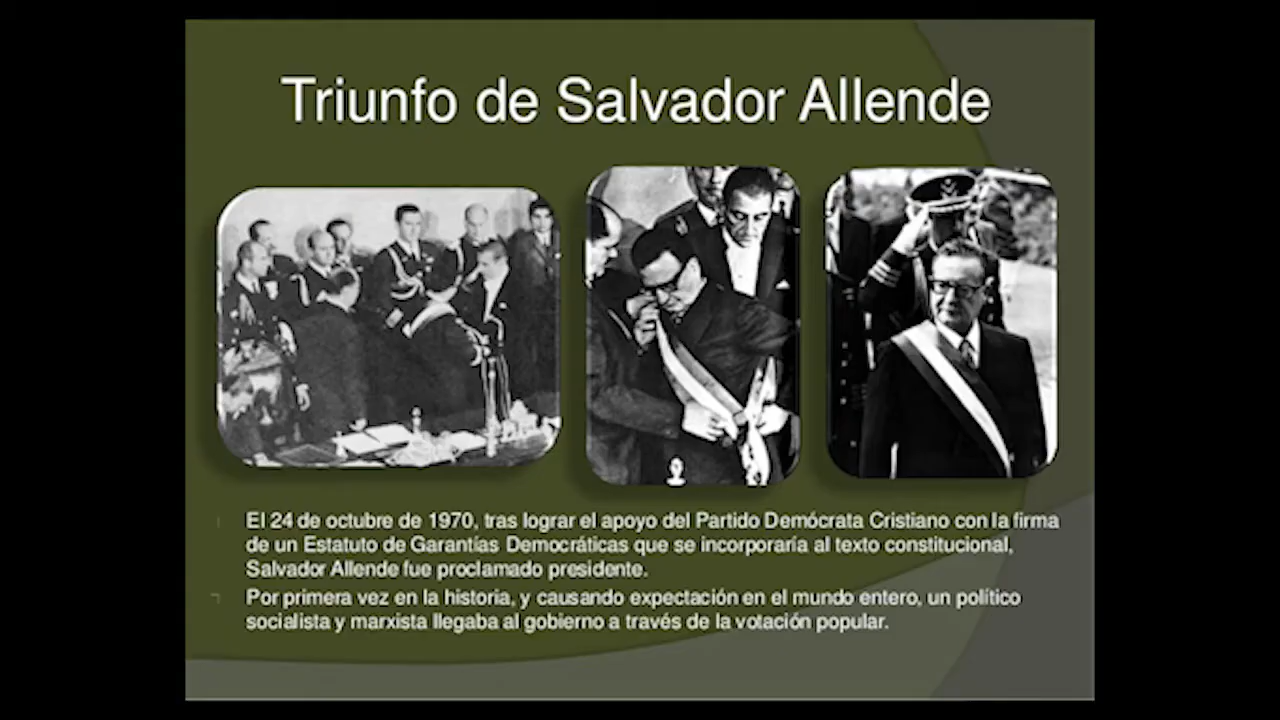 Triunfo de Salvador Allende
El 24 de octubre de 1970, tras lograr el apoyo del Partido Demócrata Cristiano con la firma
de un Estatuto de Garantías Democráticas que se incorporaría al texto constitucional,
Salvador Allende fue proclamado presidente.
Por primera vez en la historia, y causando expectación en el mundo entero, un político
socialista y marxista llegaba al gobierno a través de la votación popular.